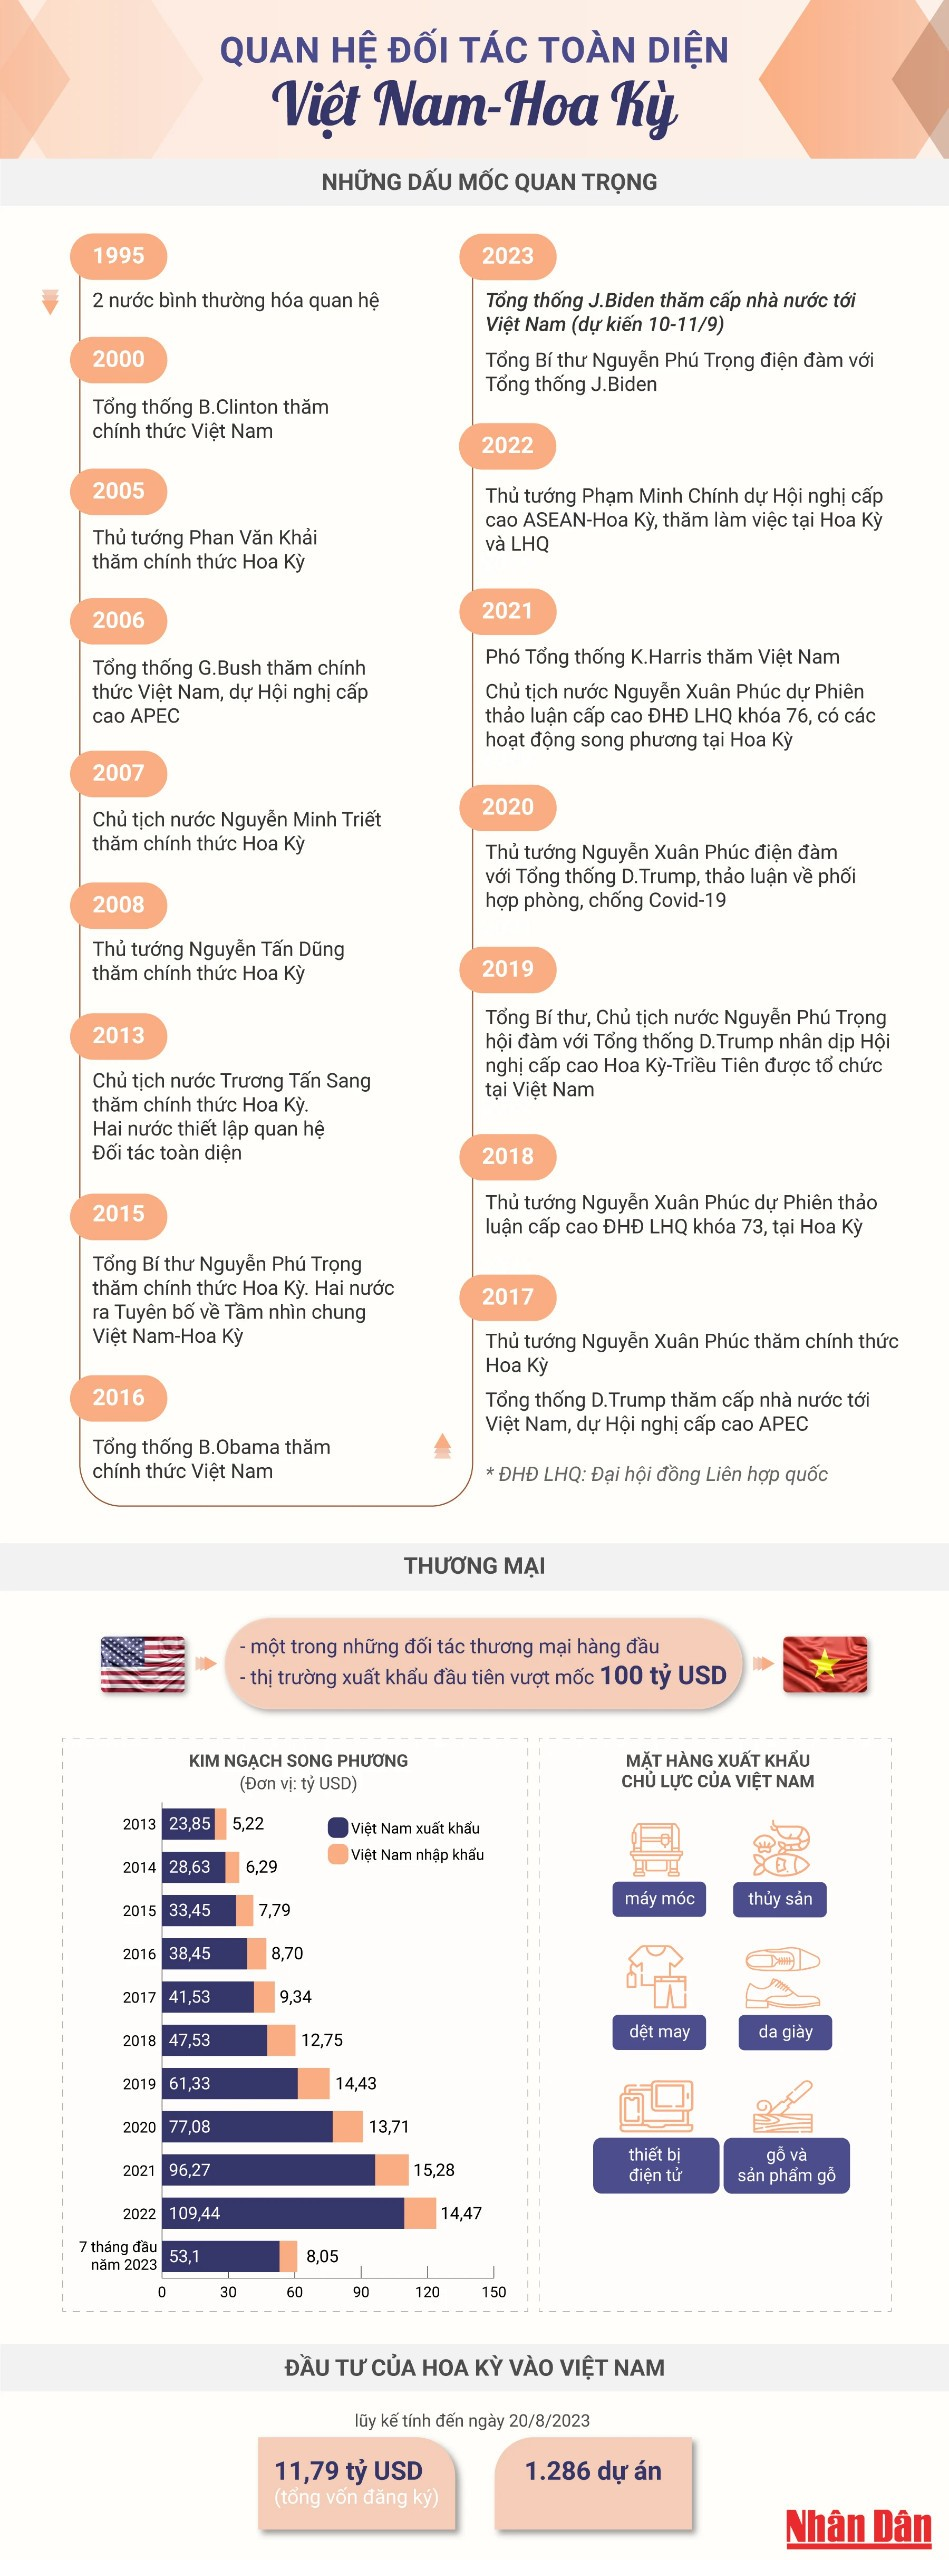 QUAN HỆ ĐỐI TÁC TOÀN DIỆN
Việt Nam-Hoa Kỳ
NHỮNG DẤU MỐC QUAN TRỌNG
1995
2 nước bình thường hóa quan hệ
2000
Tổng thống B.Clinton thăm
chính thức Việt Nam
2005
Thủ tướng Phan Văn Khải
thăm chính thức Hoa Kỳ
2006
Tổng thống G.Bush thăm chính
thức Việt Nam, dự Hội nghị cấp
cao APEC
2007
Chủ tịch nước Nguyễn Minh Triết
thăm chính thức Hoa Kỳ
2008
Thủ tướng Nguyễn Tấn Dũng
thăm chính thức Hoa Kỳ
2013
Chủ tịch nước Trương Tấn Sang
thăm chính thức Hoa Kỳ.
Hai nước thiết lập quan hệ
Đối tác toàn diện
2015
Tổng Bí thư Nguyễn Phú Trọng
thăm chính thức Hoa Kỳ. Hai nước
ra Tuyên bố về Tầm nhìn chung
Việt Nam-Hoa Kỳ
2016
Tổng thống B.Obama thăm
chính thức Việt Nam
2023
Tổng thống J.Biden thăm cấp nhà nước tới
Việt Nam (dự kiến 10-11/9)
Tổng Bí thư Nguyễn Phú Trọng điện đàm với
Tổng thống J.Biden
2022
Thủ tướng Phạm Minh Chính dự Hội nghị cấp
cao ASEAN-Hoa Kỳ, thăm làm việc tại Hoa Kỳ
và LHQ
2021
Phó Tổng thống K.Harris thăm Việt Nam
Chủ tịch nước Nguyễn Xuân Phúc dự Phiên
thảo luận cấp cao ĐHĐ LHQ khóa 76, có các
hoạt động song phương tại Hoa Kỳ
2020
Thủ tướng Nguyễn Xuân Phúc điện đàm
với Tổng thống D.Trump, thảo luận về phối
hợp phòng, chống Covid-19
2019
Tổng Bí thư, Chủ tịch nước Nguyễn Phú Trọng
hội đàm với Tổng thống D.Trump nhân dịp Hội
nghị cấp cao Hoa Kỳ-Triều Tiên được tổ chức
tại Việt Nam
2018
Thủ tướng Nguyễn Xuân Phúc dự Phiên thảo
luận cấp cao ĐHĐ LHQ khóa 73, tại Hoa Kỳ
2017
Thủ tướng Nguyễn Xuân Phúc thăm chính thức
Hoa Kỳ
Tổng thống D.Trump thăm cấp nhà nước tới
Việt Nam, dự Hội nghị cấp cao APEC
* ĐHĐ LHQ: Đại hội đồng Liên hợp quốc
THƯƠNG MẠI
- một trong những đối tác thương mại hàng đầu
- thị trường xuất khẩu đầu tiên vượt mốc 100 tỷ USD
KIM NGẠCH SONG PHƯƠNG
(Đơn vị: tỷ USD)
Việt Nam xuất khẩu
Việt Nam nhập khẩu
2013 23,85 5,22
2014 28,63 6,29
2015 33,45 7,79
2016 38,45 8,70
2017 41,53 9,34
2018 47,53 12,75
2019 61,33 14,43
2020 77,08 13,71
2021 96,27 15,28
2022 109,44 14,47
7 tháng đầu
năm 2023 53,1 8,05
0 30 60 90 120 150
MẶT HÀNG XUẤT KHẨU
CHỦ LỰC CỦA VIỆT NAM
máy móc
thủy sản
dệt may
da giày
thiết bị
điện tử
gỗ và
sản phẩm gỗ
ĐẦU TƯ CỦA HOA KỲ VÀO VIỆT NAM
lũy kế tính đến ngày 20/8/2023
11,79 tỷ USD
(tổng vốn đăng ký)
1.286 dự án
Nhân Dân